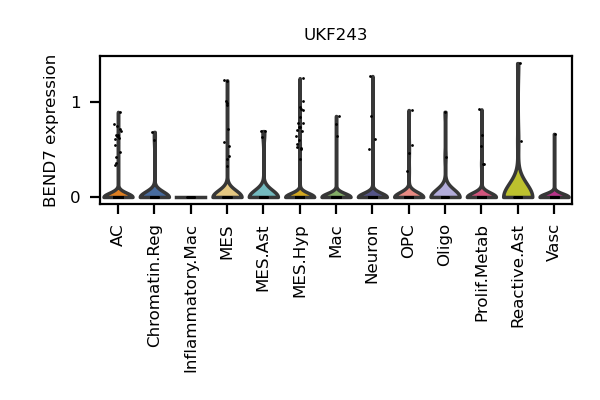 UKF243
BEND7 expression
1
0
AC
Chromatin.Reg
Inflammatory.Mac
MES
MES.Ast
MES.Hyp
Mac
Neuron
OPC
Oligo
Prolif.Metab
Reactive.Ast
Vasc